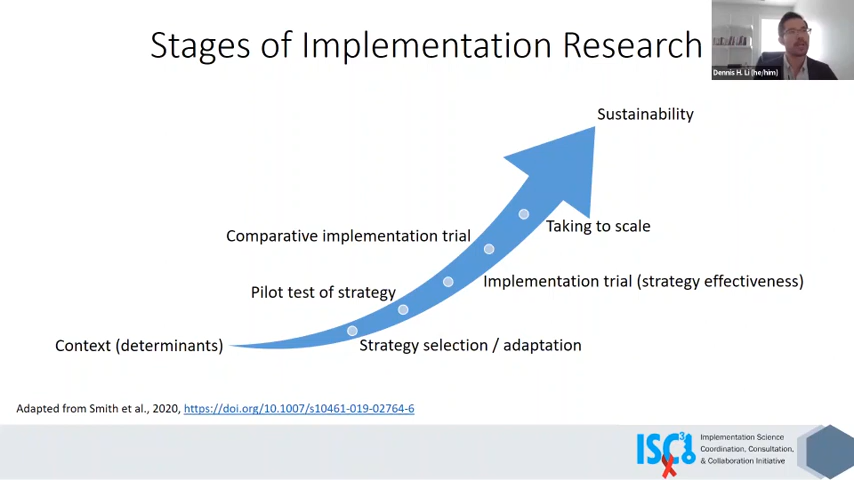 Stages of Implementation Research
Dennis H. Li (he/him)
Sustainability
Taking to scale
Comparative implementation trial
Implementation trial (strategy effectiveness)
Pilot test of strategy
Context (determinants)
Strategy selection / adaptation
Adapted from Smith et al., 2020, https://doi.org/10.1007/s10461-019-02764-6
ISC3I
Implementation Science
Coordination, Consultation,
& Collaboration Initiative